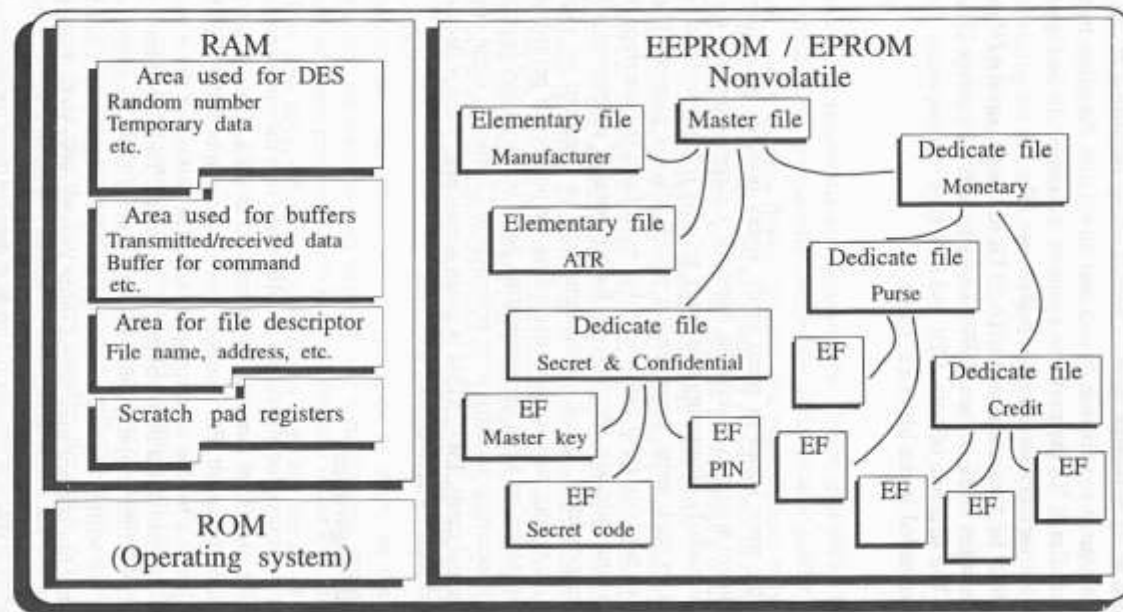 RAM
Area used for DES
Random number
Temporary data
etc.
Area used for buffers
Transmitted/received data
Buffer for command
etc.
Area for file descriptor
File name, address, etc.
Scratch pad registers
ROM
(Operating system)
EEPROM / EPROM
Nonvolatile
Elementary file
Manufacturer
Master file
Dedicate file
Monetary
Elementary file
ATR
Dedicate file
Purse
Dedicate file
Secret & Confidential
EF
Dedicate file
Credit
EF
Master key
EF
PIN
EF
Secret code
EF
EF
EF
EF